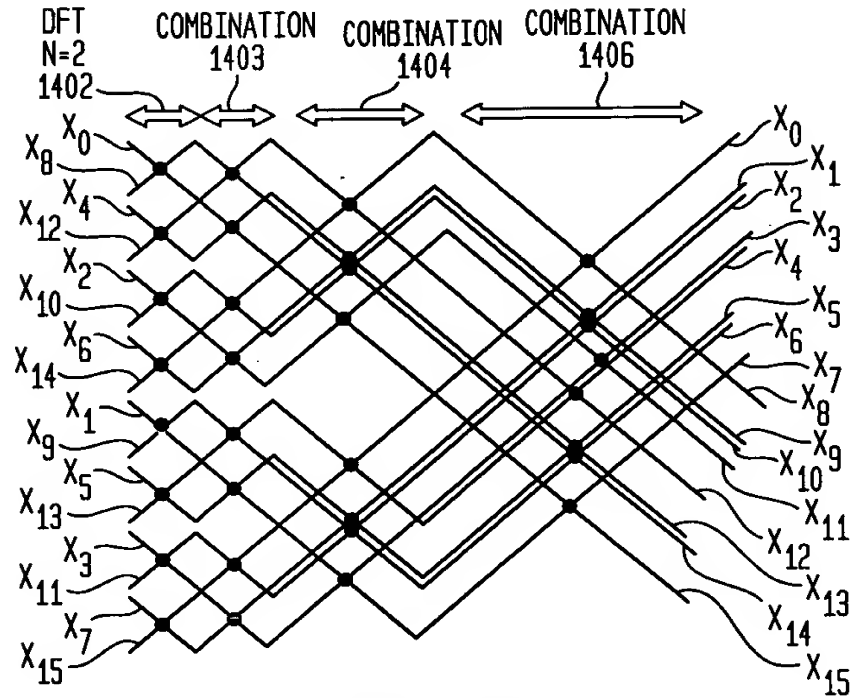 DFT
N=2
1402
COMBINATION
1403
COMBINATION
1404
COMBINATION
1406
X0
X8
X4
X12
X2
X10
X6
X14
X1
X9
X5
X13
X3
X11
X7
X15
X0
X1
X2
X3
X4
X5
X6
X7
X8
X9
X10
X11
X12
X13
X14
X15